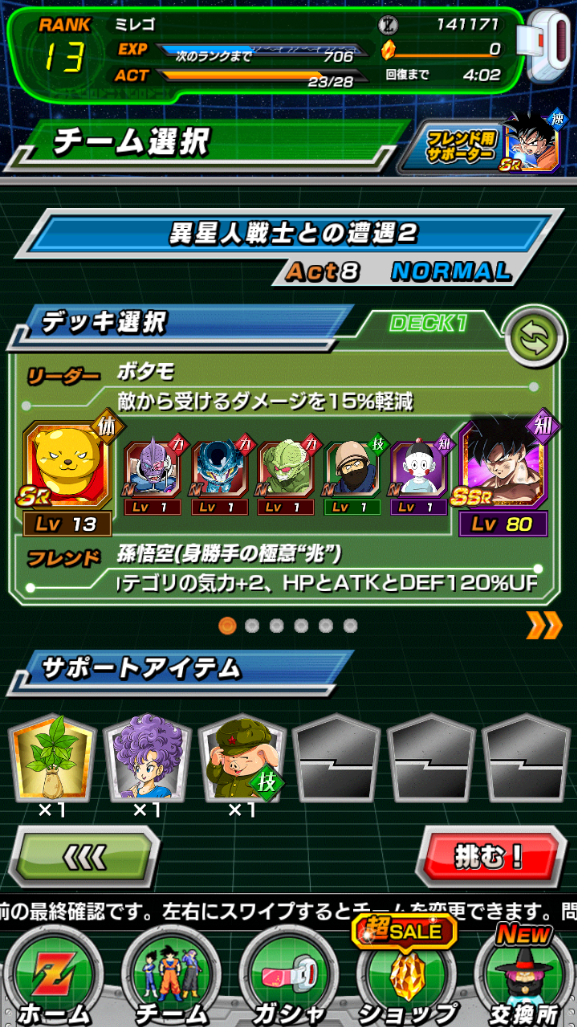 RANK 13
ミレゴ
141171
EXP 次のランクまで 706
0
ACT 23/28
回復まで 4:02
チーム選択
フレンド用
サポーター
速
SR
異星人戦士との遭遇2
Act8 NORMAL
デッキ選択
DECK1
リーダー ボタモ
敵から受けるダメージを15%軽減
体 力 力 力 技 知 知
SR N N N N N SSR
Lv 13 Lv 1 Lv 1 Lv 1 Lv 1 Lv 1 Lv 80
フレンド 孫悟空(身勝手の極意“兆”)
テゴリの気力+2、HPとATKとDEF120%UP
サポートアイテム
技
×1 ×1 ×1
挑む!
前の最終確認です。左右にスワイプするとチームを変更できます。問
超SALE
NEW
ホーム チーム ガシャ ショップ 交換所